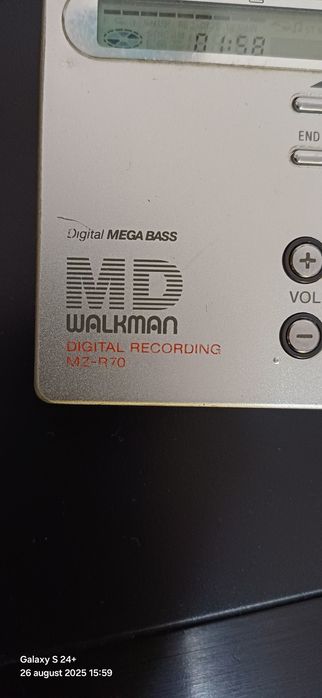 01:58
END
Digital MEGA BASS
+
VOL
−
MD
WALKMAN
DIGITAL RECORDING
MZ-R70
Galaxy S 24+
26 august 2025 15:59